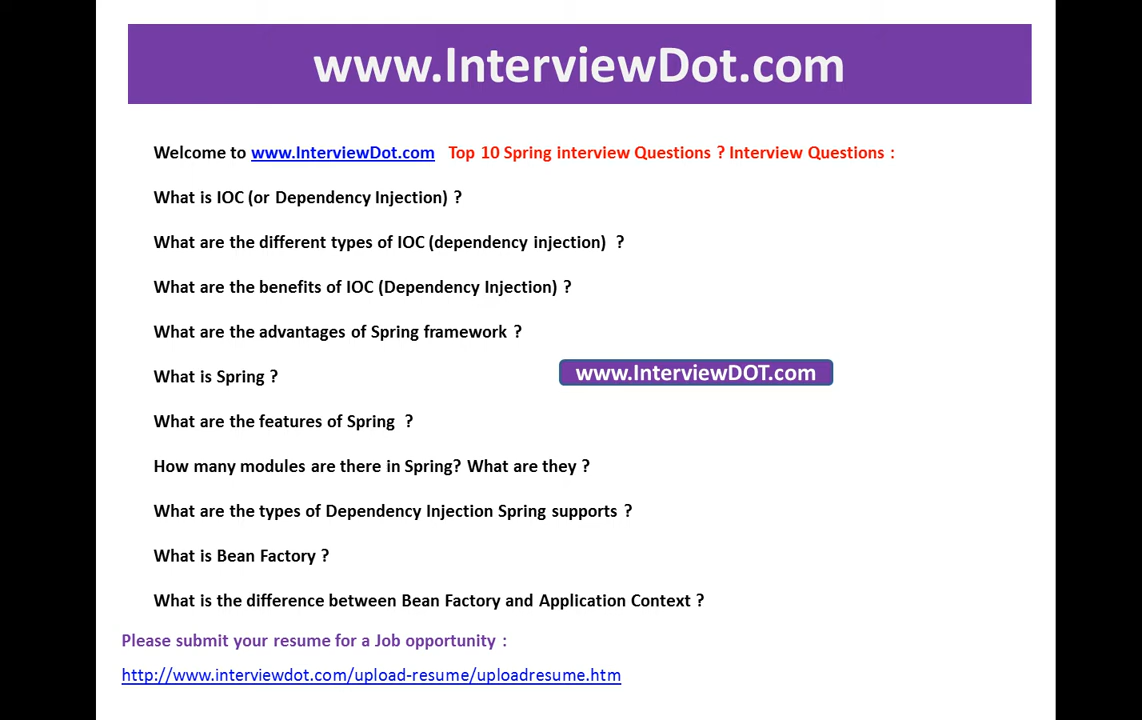 www.InterviewDot.com
Welcome to www.InterviewDot.com Top 10 Spring interview Questions ? Interview Questions :
What is IOC (or Dependency Injection) ?
What are the different types of IOC (dependency injection) ?
What are the benefits of IOC (Dependency Injection) ?
What are the advantages of Spring framework ?
What is Spring ?
www.InterviewDOT.com
What are the features of Spring ?
How many modules are there in Spring? What are they ?
What are the types of Dependency Injection Spring supports ?
What is Bean Factory ?
What is the difference between Bean Factory and Application Context ?
Please submit your resume for a Job opportunity :
http://www.interviewdot.com/upload-resume/uploadresume.htm